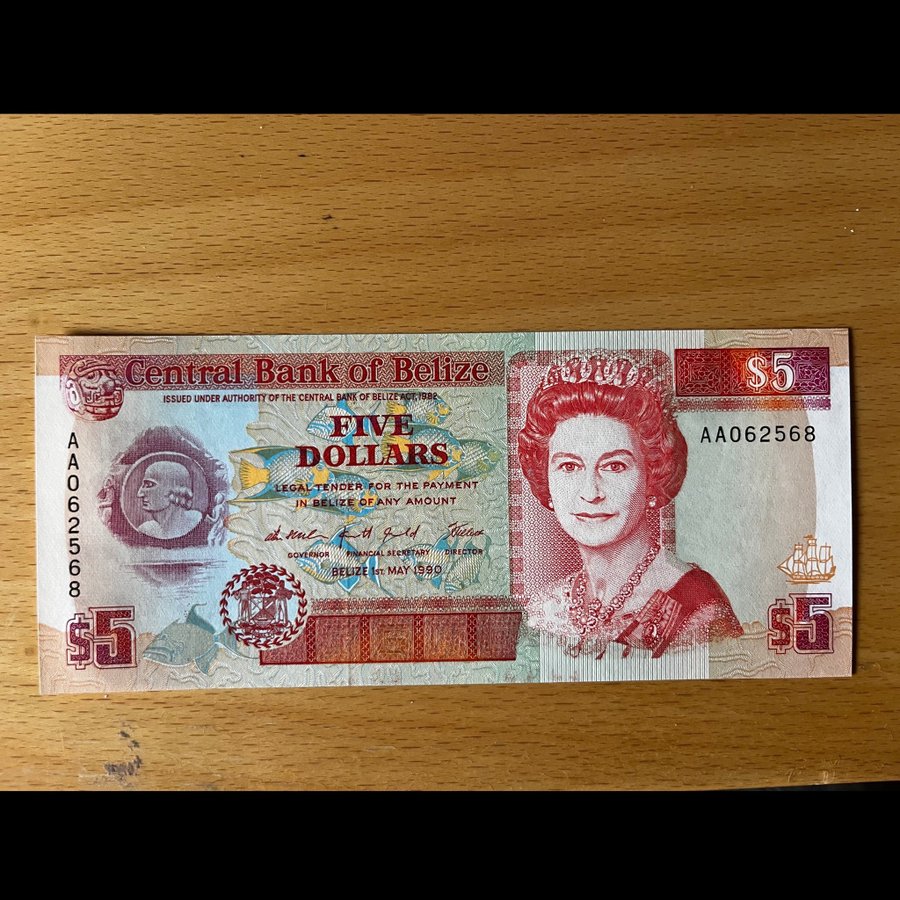 Central Bank of Belize
ISSUED UNDER AUTHORITY OF THE CENTRAL BANK OF BELIZE ACT, 1982
FIVE
DOLLARS
LEGAL TENDER FOR THE PAYMENT
IN BELIZE OF ANY AMOUNT
GOVERNOR FINANCIAL SECRETARY DIRECTOR
BELIZE 1ST. MAY 1990
$5
AA062568
AA062568
$5
$5